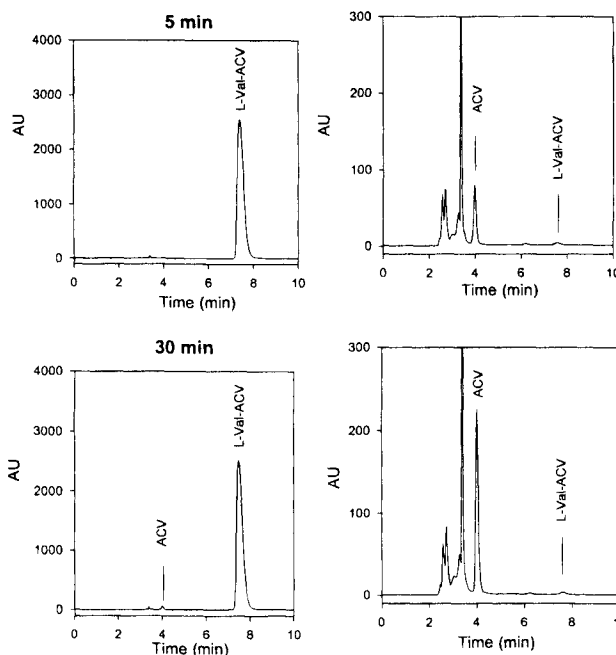 5 min
4000
3000
2000
1000
0
AU
L-Val-ACV
0 2 4 6 8 10
Time (min)
300
200
100
0
AU
ACV
L-Val-ACV
0 2 4 6 8 10
Time (min)
30 min
4000
3000
2000
1000
0
AU
ACV
L-Val-ACV
0 2 4 6 8 10
Time (min)
300
200
100
0
AU
ACV
L-Val-ACV
0 2 4 6 8
Time (min)